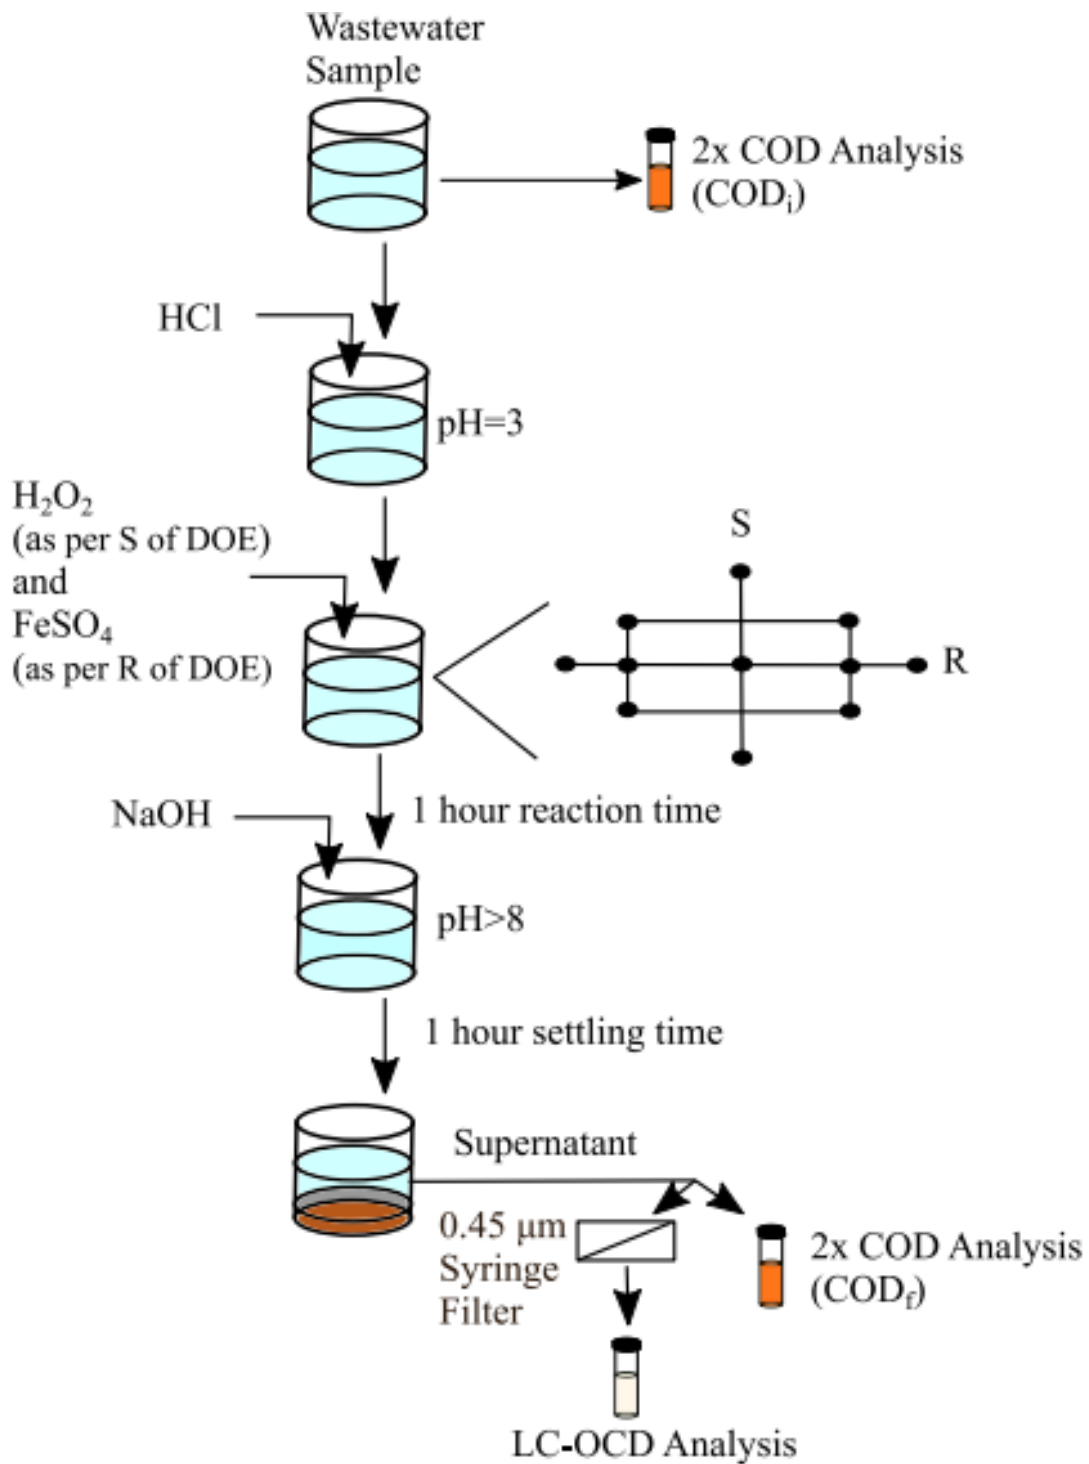 Wastewater
Sample
2x COD Analysis
(CODᵢ)
HCl
pH=3
H₂O₂
(as per S of DOE)
and
FeSO₄
(as per R of DOE)
S
R
1 hour reaction time
NaOH
pH>8
1 hour settling time
Supernatant
0.45 μm
Syringe
Filter
2x COD Analysis
(COD_f)
LC-OCD Analysis